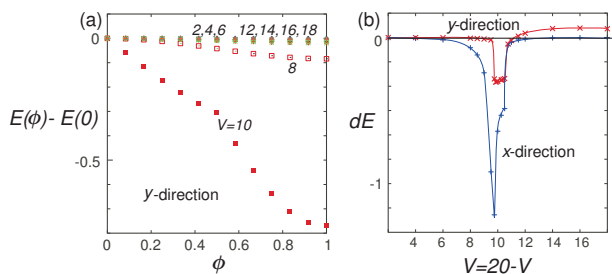 (a)
0
2,4,6 12,14,16,18
8
E(ϕ)- E(0)
V=10
-0.5
y-direction
0 0.2 0.4 0.6 0.8 1
ϕ
(b)
y-direction
0
dE
x-direction
-1
2 4 6 8 10 12 14 16
V=20-V